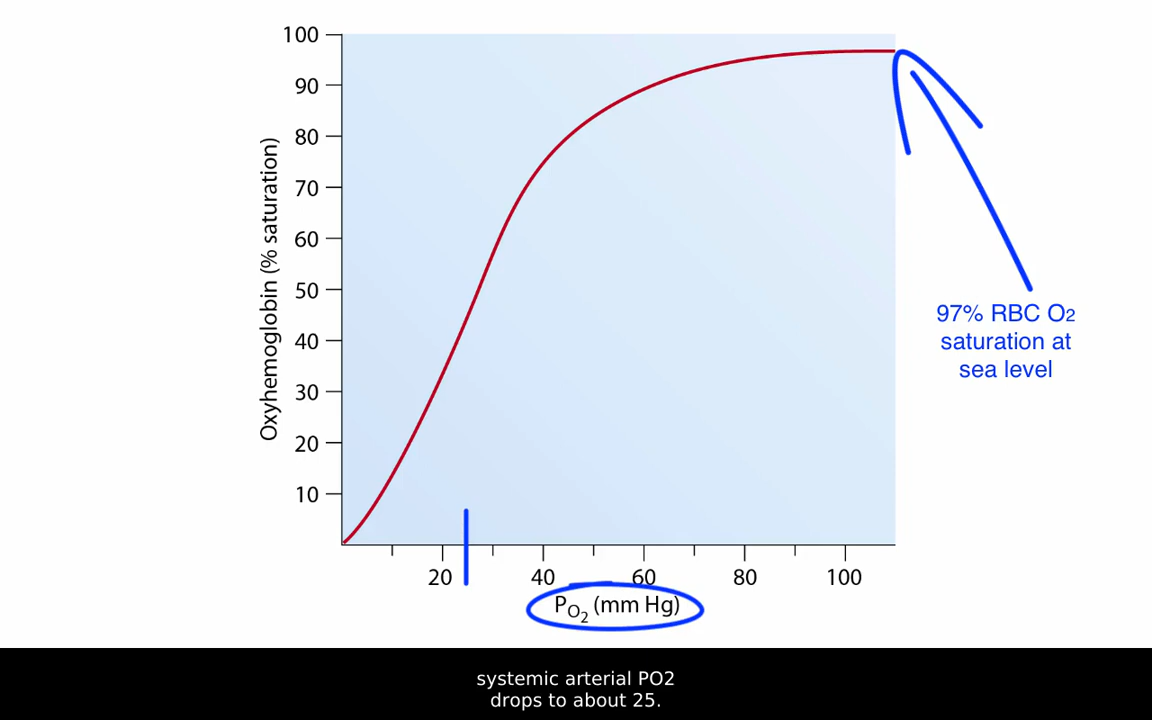 100
90
80
70
60
50
40
30
20
10
Oxyhemoglobin (% saturation)
20 40 60 80 100
PO2 (mm Hg)
97% RBC O2
saturation at
sea level
systemic arterial PO2
drops to about 25.